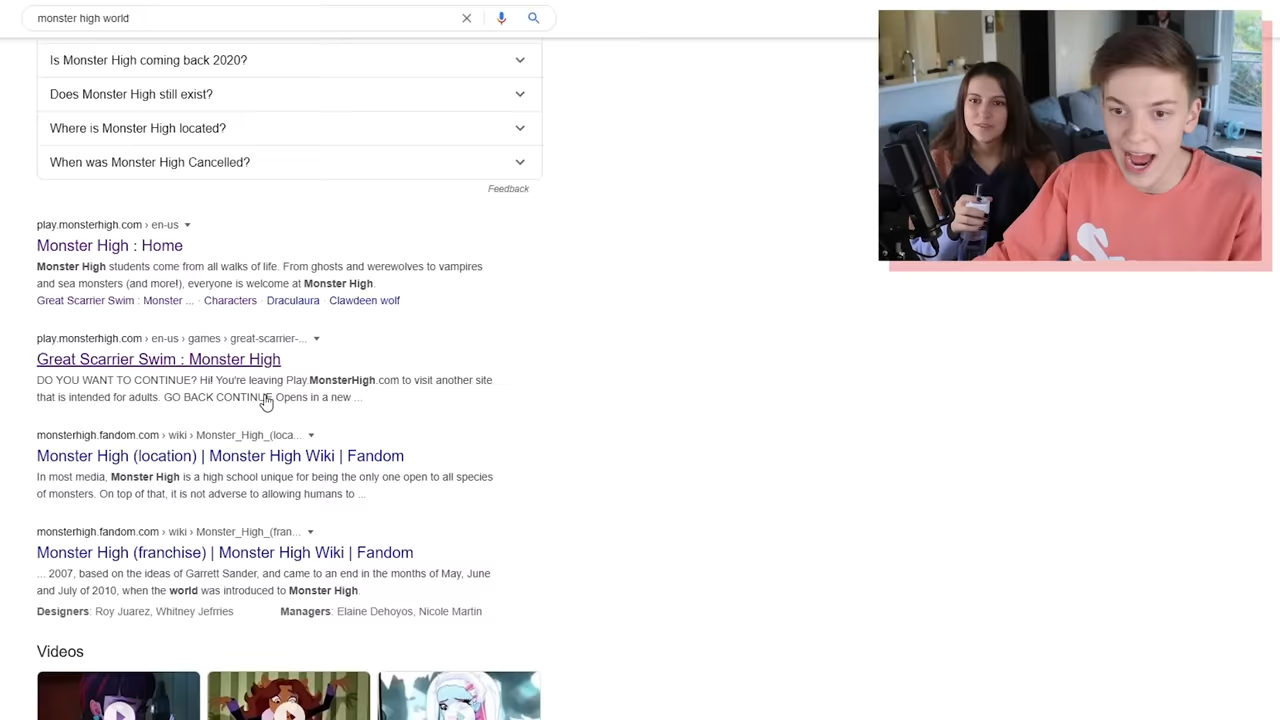 monster high world
Is Monster High coming back 2020?
Does Monster High still exist?
Where is Monster High located?
When was Monster High Cancelled?
Feedback
play.monsterhigh.com › en-us
Monster High : Home
Monster High students come from all walks of life. From ghosts and werewolves to vampires
and sea monsters (and more!), everyone is welcome at Monster High.
Great Scarrier Swim : Monster ... · Characters · Draculaura · Clawdeen wolf
play.monsterhigh.com › en-us › games › great-scarrier-...
Great Scarrier Swim : Monster High
DO YOU WANT TO CONTINUE? Hi! You're leaving Play.MonsterHigh.com to visit another site
that is intended for adults. GO BACK CONTINUE Opens in a new ...
monsterhigh.fandom.com › wiki › Monster_High_(loca...
Monster High (location) | Monster High Wiki | Fandom
In most media, Monster High is a high school unique for being the only one open to all species
of monsters. On top of that, it is not adverse to allowing humans to ...
monsterhigh.fandom.com › wiki › Monster_High_(fran...
Monster High (franchise) | Monster High Wiki | Fandom
... 2007, based on the ideas of Garrett Sander, and came to an end in the months of May, June
and July of 2010, when the world was introduced to Monster High.
Designers: Roy Juarez, Whitney Jefrries Managers: Elaine Dehoyos, Nicole Martin
Videos